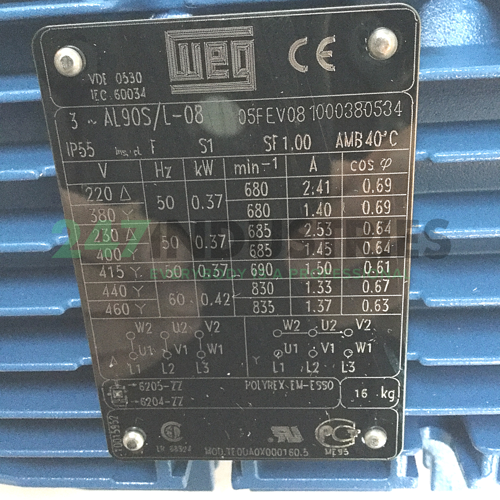 WEG CE
VDE 0530
IEC 60034
3 ~ AL90S/L-08 05FEV08 1000380534
IP55 F S1 SF 1.00 AMB 40°C
V Hz kW min-1 A cos φ
220 Δ 50 0.37 680 2.41 0.69
380 Y 680 1.40 0.69
230 Δ 50 0.37 685 2.53 0.64
400 Y 685 1.45 0.64
415 Y 50 0.37 690 1.50 0.61
440 Y 60 0.42 830 1.33 0.67
460 Y 835 1.37 0.63
247 INDUSTRIES
W2 U2 V2 W2 U2 V2
Δ U1 V1 W1 Y U1 V1 W1
L1 L2 L3 L1 L2 L3
6205-ZZ POLYREX-EM-ESSO 16 kg
6204-ZZ
ME95